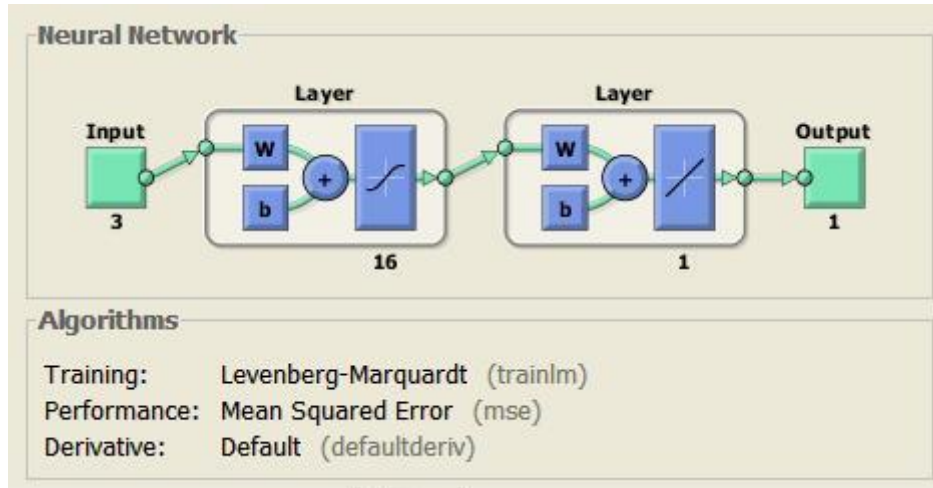 Neural Network
Layer Layer
Input Output
W W
+ +
b b
3 1
16 1
Algorithms
Training: Levenberg-Marquardt (trainlm)
Performance: Mean Squared Error (mse)
Derivative: Default (defaultderiv)